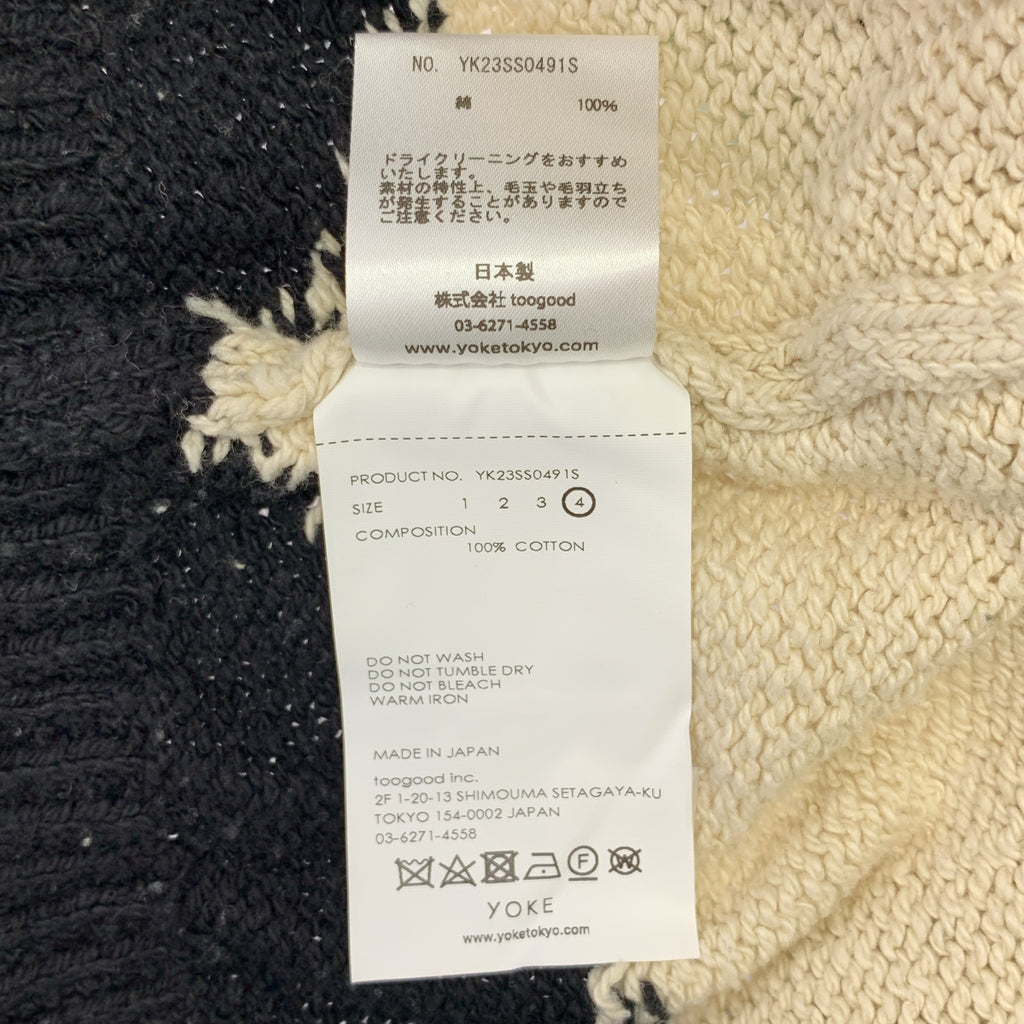 NO. YK23SS0491S
綿 100%
ドライクリーニングをおすすめ
いたします。
素材の特性上、毛玉や毛羽立ち
が発生することがありますので
ご注意ください。
日本製
株式会社 toogood
03-6271-4558
www.yoketokyo.com
PRODUCT NO. YK23SS0491S
SIZE 1 2 3 4
COMPOSITION
100% COTTON
DO NOT WASH
DO NOT TUMBLE DRY
DO NOT BLEACH
WARM IRON
MADE IN JAPAN
toogood inc.
2F 1-20-13 SHIMOUMA SETAGAYA-KU
TOKYO 154-0002 JAPAN
03-6271-4558
F W
YOKE
www.yoketokyo.com